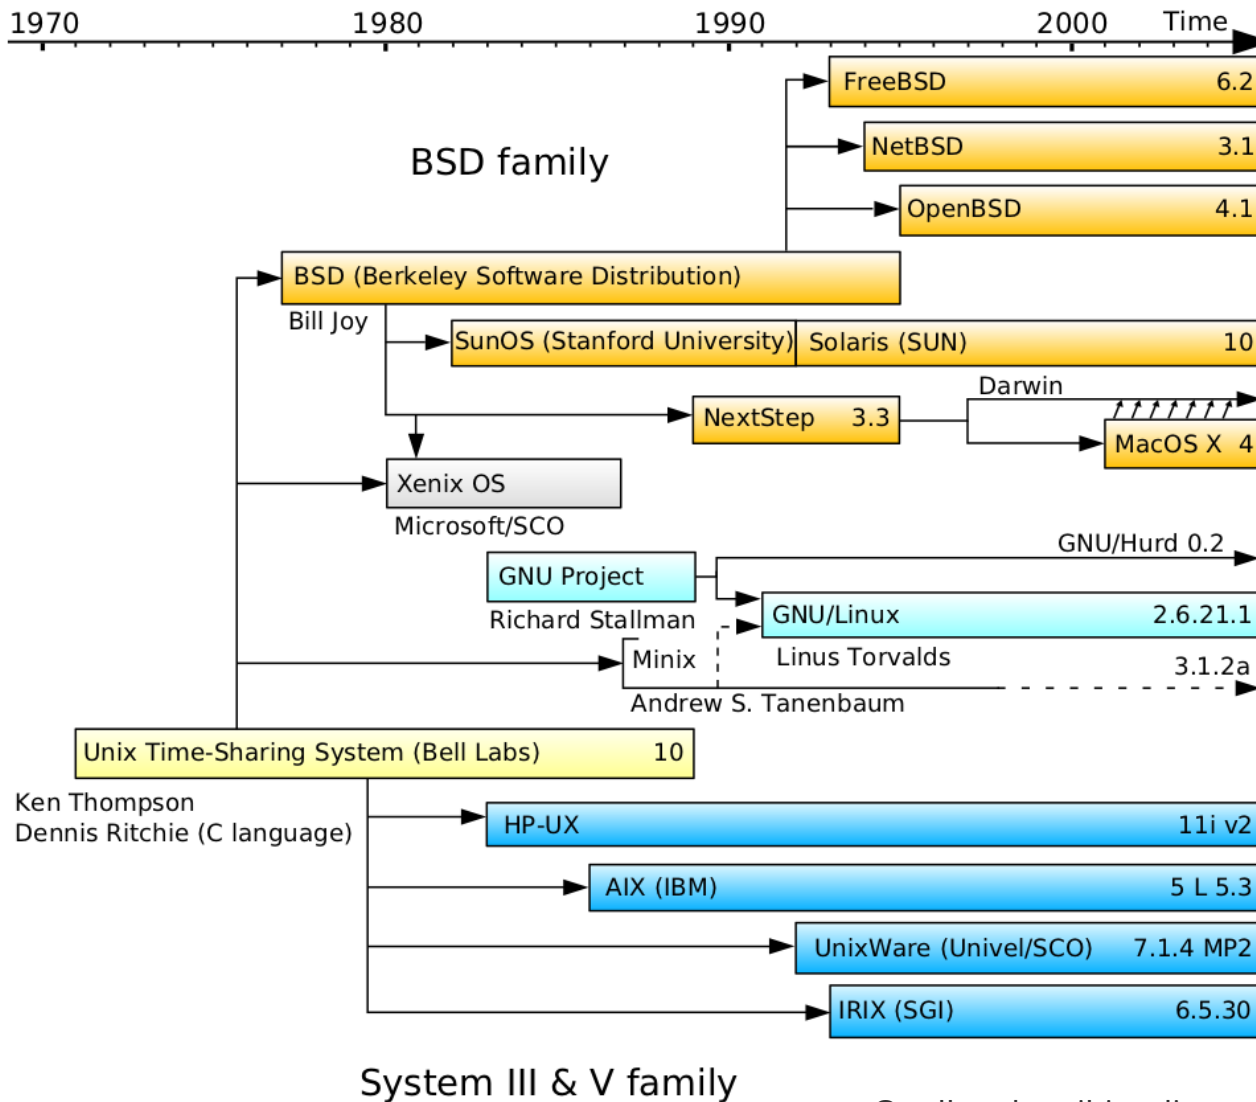 1970 1980 1990 2000 Time
FreeBSD 6.2
NetBSD 3.1
BSD family
OpenBSD 4.1
BSD (Berkeley Software Distribution)
Bill Joy
SunOS (Stanford University) Solaris (SUN) 10
Darwin
NextStep 3.3
MacOS X 4
Xenix OS
Microsoft/SCO
GNU/Hurd 0.2
GNU Project
Richard Stallman
GNU/Linux 2.6.21.1
Linus Torvalds
Minix 3.1.2a
Andrew S. Tanenbaum
Unix Time-Sharing System (Bell Labs) 10
Ken Thompson
Dennis Ritchie (C language)
HP-UX 11i v2
AIX (IBM) 5 L 5.3
UnixWare (Univel/SCO) 7.1.4 MP2
IRIX (SGI) 6.5.30
System III & V family